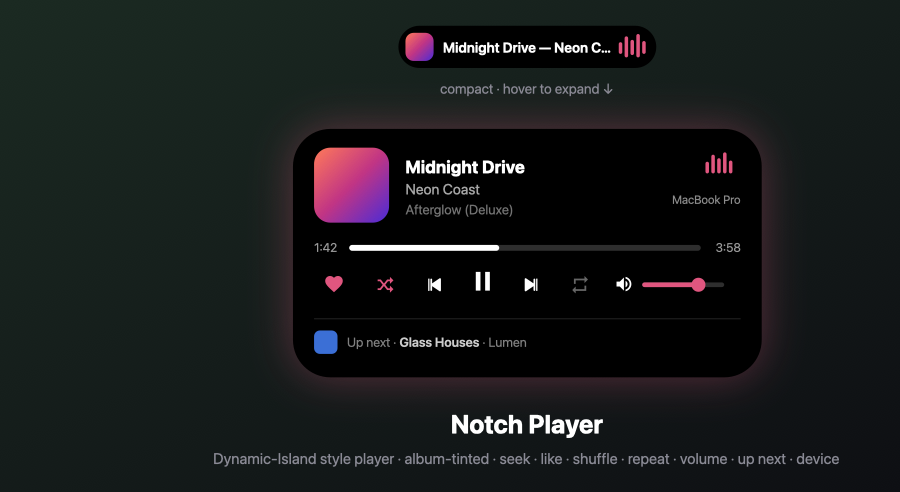 Midnight Drive — Neon C...
compact · hover to expand ↓
Midnight Drive
Neon Coast
Afterglow (Deluxe)
MacBook Pro
1:42
3:58
Up next · Glass Houses · Lumen
Notch Player
Dynamic-Island style player · album-tinted · seek · like · shuffle · repeat · volume · up next · device